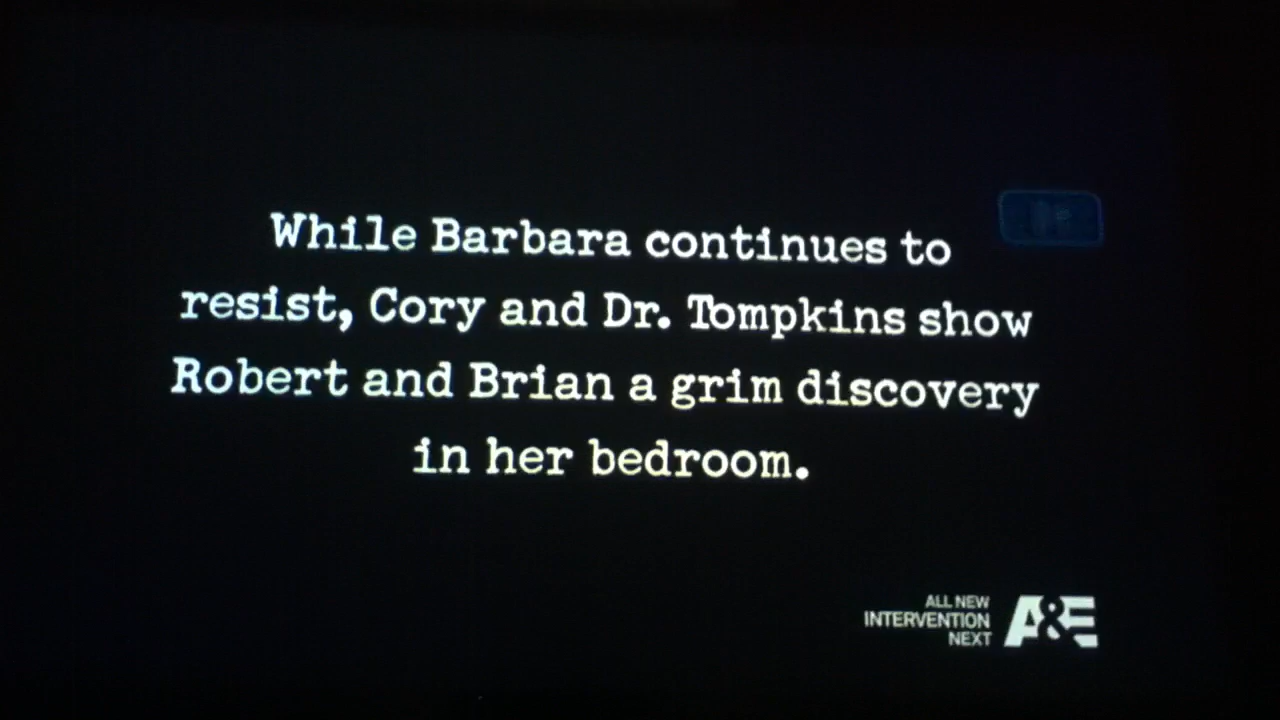 While Barbara continues to
resist, Cory and Dr. Tompkins show
Robert and Brian a grim discovery
in her bedroom.
ALL NEW
INTERVENTION
NEXT
A&E